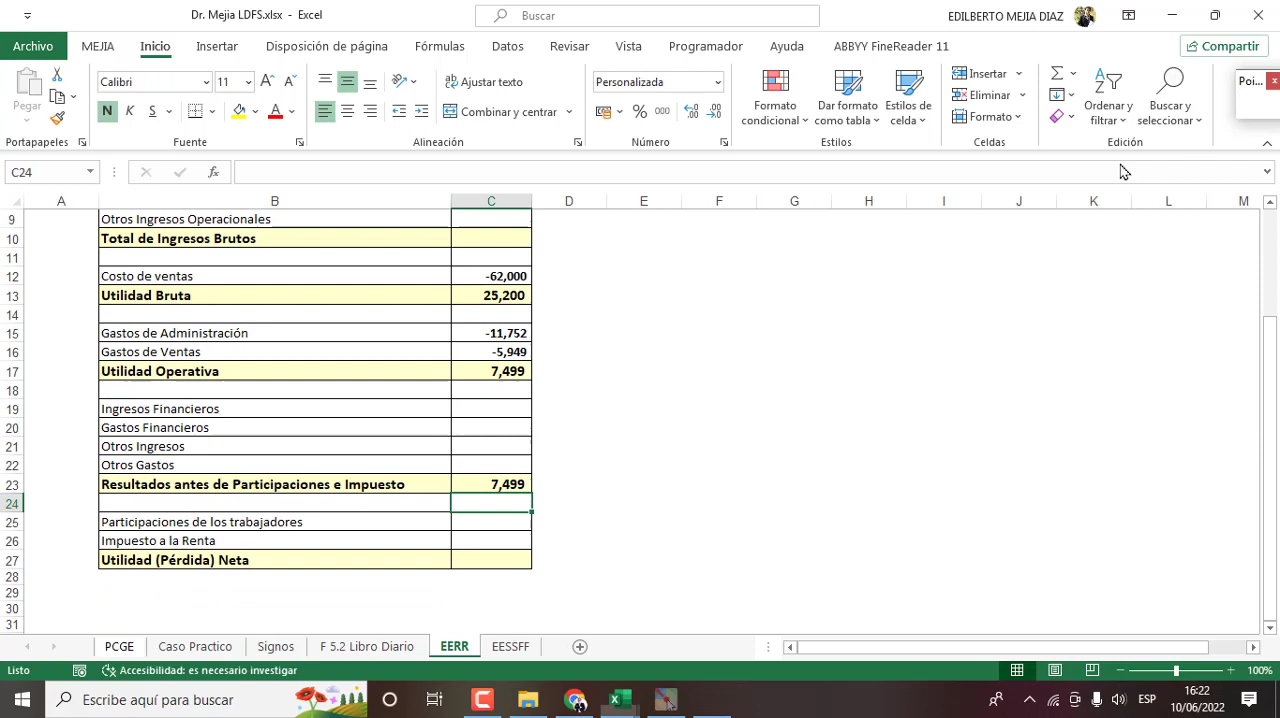 Dr. Mejia LDFS.xlsx - Excel
Buscar
EDILBERTO MEJIA DIAZ
Archivo MEJIA Inicio Insertar Disposición de página Fórmulas Datos Revisar Vista Programador Ayuda ABBYY FineReader 11 Compartir
Pegar
Calibri 11
N K S
Ajustar texto
Combinar y centrar
Personalizada
% 000
Formato condicional
Dar formato como tabla
Estilos de celda
Insertar
Eliminar
Formato
Ordenar y filtrar
Buscar y seleccionar
Poi...
Portapapeles Fuente Alineación Número Estilos Celdas Edición
C24 fx
A B C D E F G H I J K L M
9 Otros Ingresos Operacionales
10 Total de Ingresos Brutos
11
12 Costo de ventas -62,000
13 Utilidad Bruta 25,200
14
15 Gastos de Administración -11,752
16 Gastos de Ventas -5,949
17 Utilidad Operativa 7,499
18
19 Ingresos Financieros
20 Gastos Financieros
21 Otros Ingresos
22 Otros Gastos
23 Resultados antes de Participaciones e Impuesto 7,499
24
25 Participaciones de los trabajadores
26 Impuesto a la Renta
27 Utilidad (Pérdida) Neta
28
29
30
31
PCGE Caso Practico Signos F 5.2 Libro Diario EERR EESSFF
Listo Accesibilidad: es necesario investigar 100%
Escribe aquí para buscar
ESP
16:22
10/06/2022